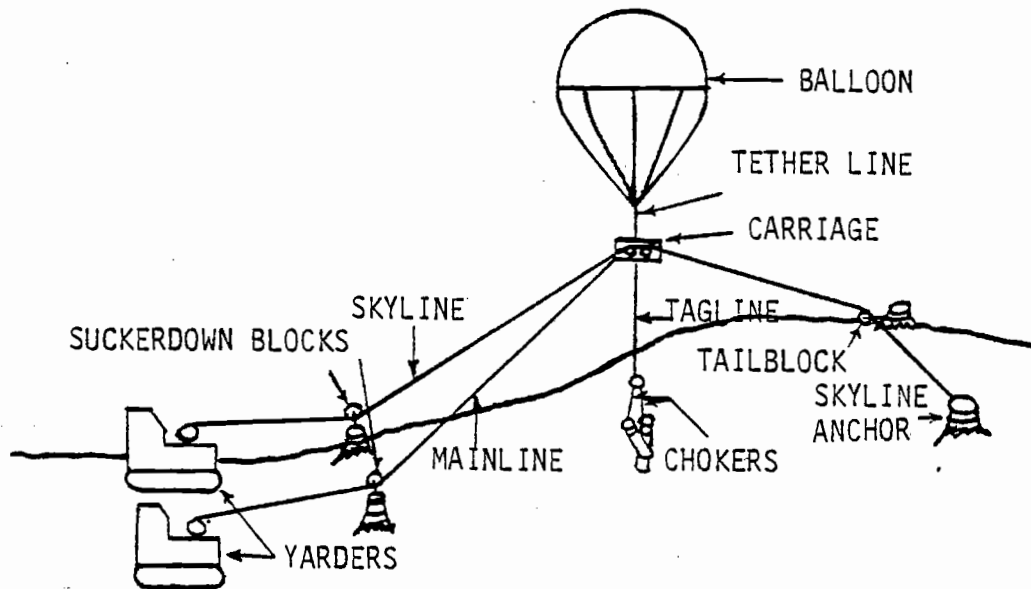 BALLOON
TETHER LINE
CARRIAGE
SKYLINE
TAGLINE
SUCKERDOWN BLOCKS
TAILBLOCK
SKYLINE
ANCHOR
MAINLINE
CHOKERS
YARDERS